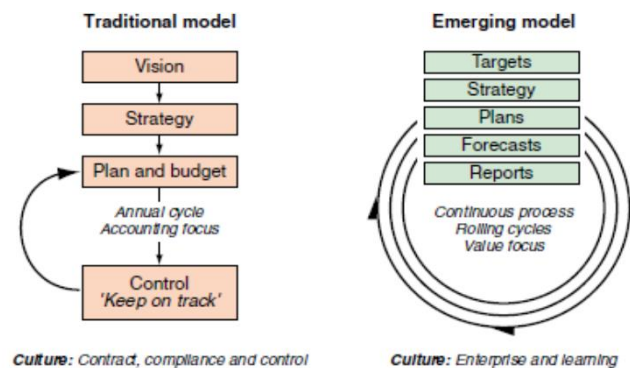 Traditional model
Vision
Strategy
Plan and budget
Annual cycle
Accounting focus
Control
'Keep on track'
Culture: Contract, compliance and control
Emerging model
Targets
Strategy
Plans
Forecasts
Reports
Continuous process
Rolling cycles
Value focus
Culture: Enterprise and learning